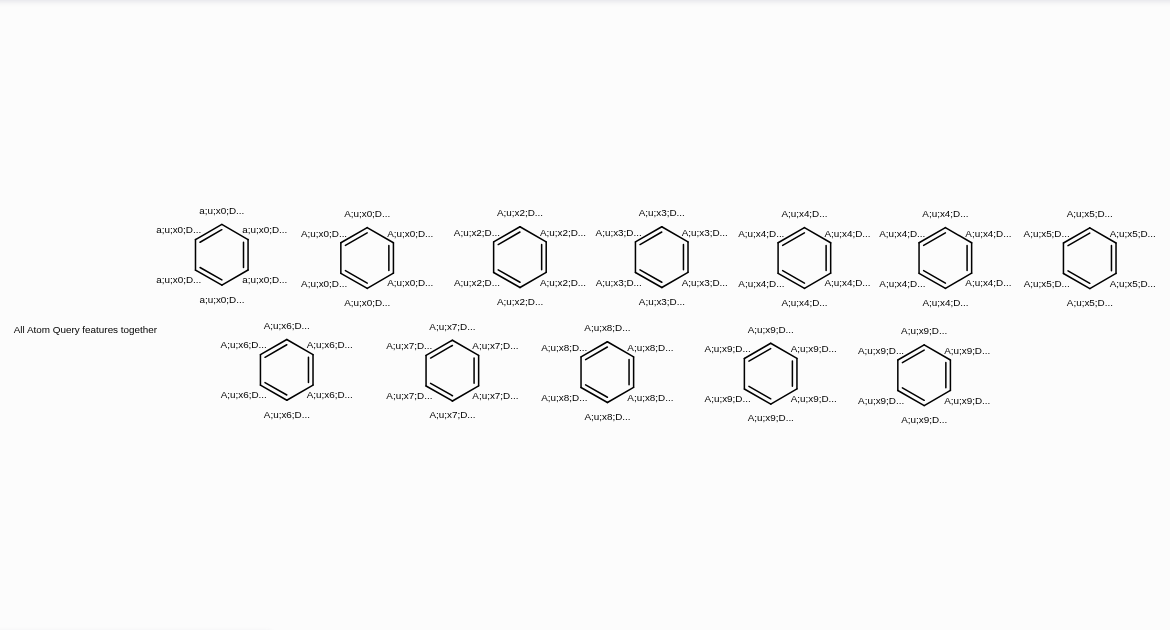 a;u;x0;D...
A;u;x0;D... A;u;x2;D... A;u;x3;D... A;u;x4;D... A;u;x4;D... A;u;x5;D...
a;u;x0;D... a;u;x0;D... A;u;x0;D... A;u;x0;D... A;u;x2;D... A;u;x2;D... A;u;x3;D... A;u;x3;D... A;u;x4;D... A;u;x4;D... A;u;x4;D... A;u;x4;D... A;u;x5;D... A;u;x5;D...
a;u;x0;D... a;u;x0;D... A;u;x0;D... A;u;x0;D... A;u;x2;D... A;u;x2;D... A;u;x3;D... A;u;x3;D... A;u;x4;D... A;u;x4;D... A;u;x4;D... A;u;x4;D... A;u;x5;D... A;u;x5;D...
a;u;x0;D... A;u;x0;D... A;u;x2;D... A;u;x3;D... A;u;x4;D... A;u;x4;D... A;u;x5;D...
All Atom Query features together
A;u;x6;D... A;u;x7;D... A;u;x8;D... A;u;x9;D... A;u;x9;D...
A;u;x6;D... A;u;x6;D... A;u;x7;D... A;u;x7;D... A;u;x8;D... A;u;x8;D... A;u;x9;D... A;u;x9;D... A;u;x9;D... A;u;x9;D...
A;u;x6;D... A;u;x6;D... A;u;x7;D... A;u;x7;D... A;u;x8;D... A;u;x8;D... A;u;x9;D... A;u;x9;D... A;u;x9;D... A;u;x9;D...
A;u;x6;D... A;u;x7;D... A;u;x8;D... A;u;x9;D... A;u;x9;D...